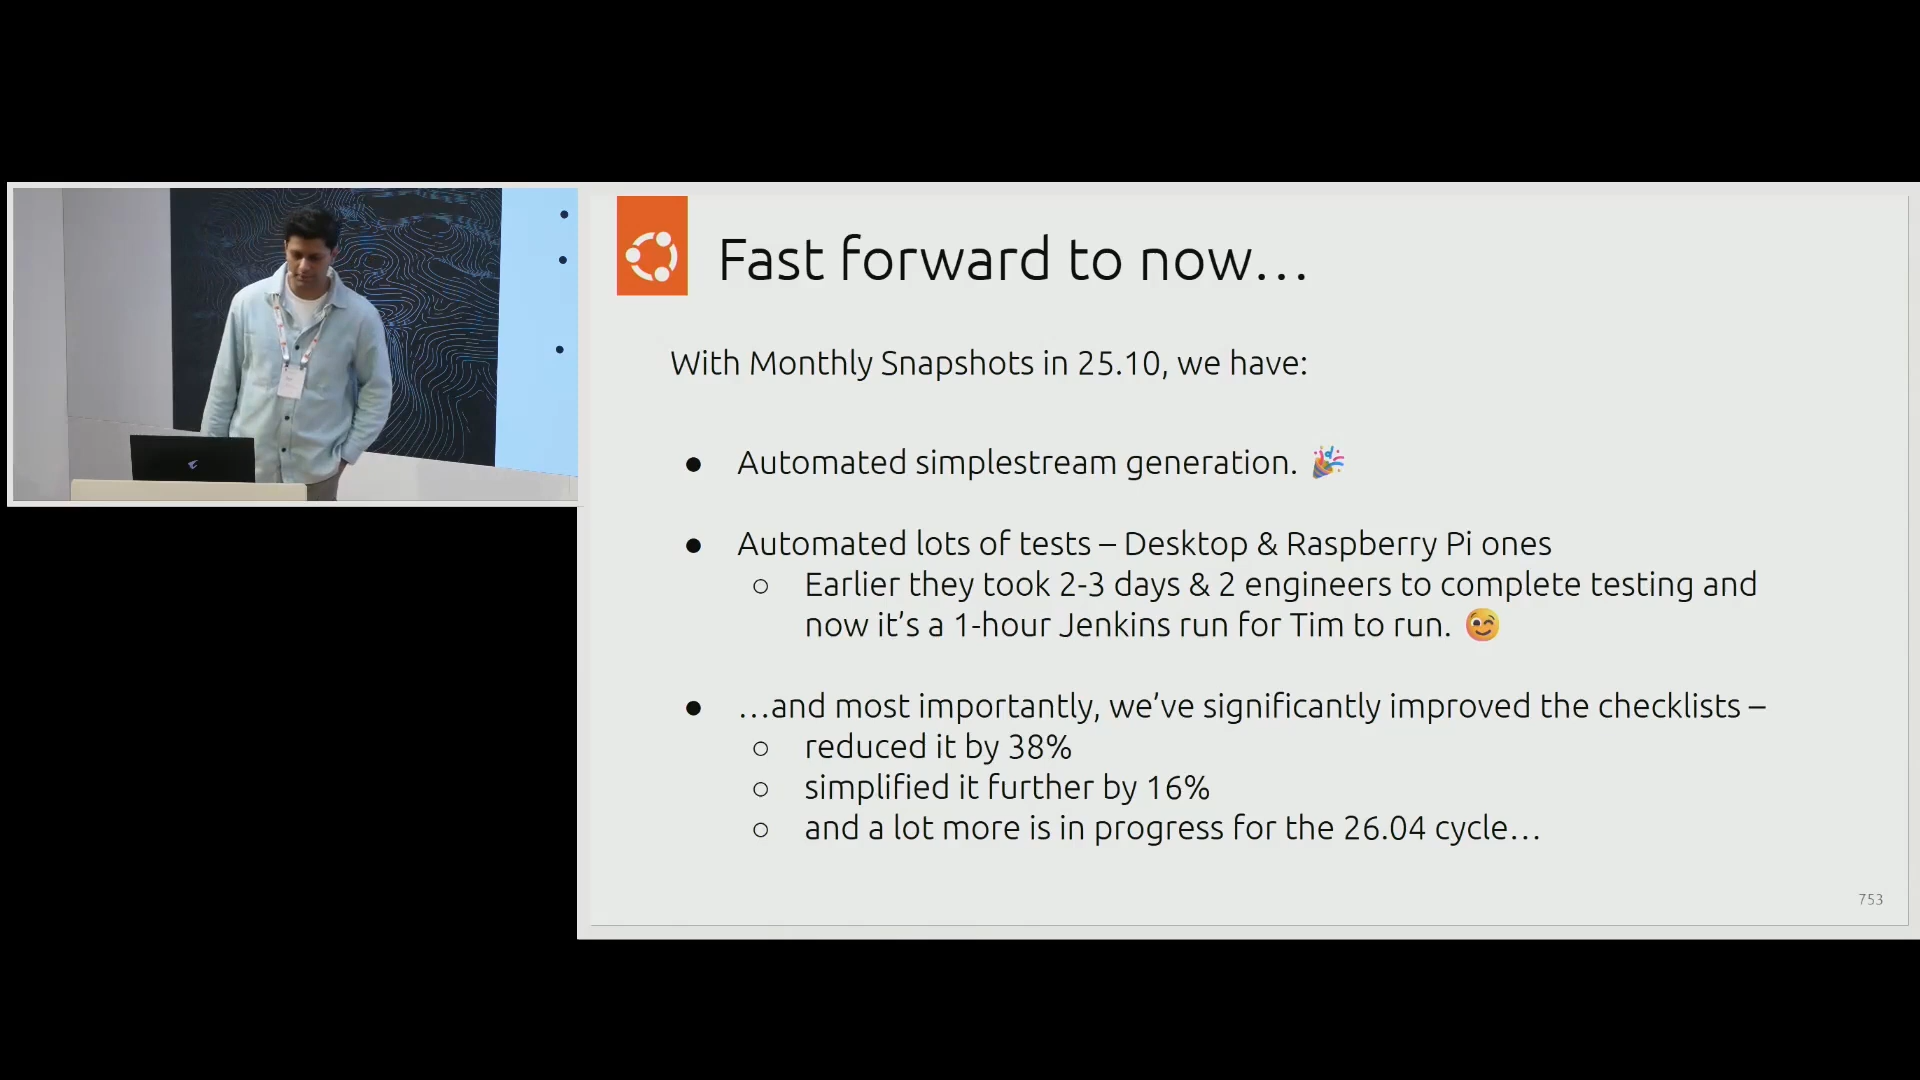 Fast forward to now…
With Monthly Snapshots in 25.10, we have:
● Automated simplestream generation. 🎉
● Automated lots of tests – Desktop & Raspberry Pi ones
○ Earlier they took 2-3 days & 2 engineers to complete testing and
now it’s a 1-hour Jenkins run for Tim to run. 😉
● …and most importantly, we’ve significantly improved the checklists –
○ reduced it by 38%
○ simplified it further by 16%
○ and a lot more is in progress for the 26.04 cycle…
753